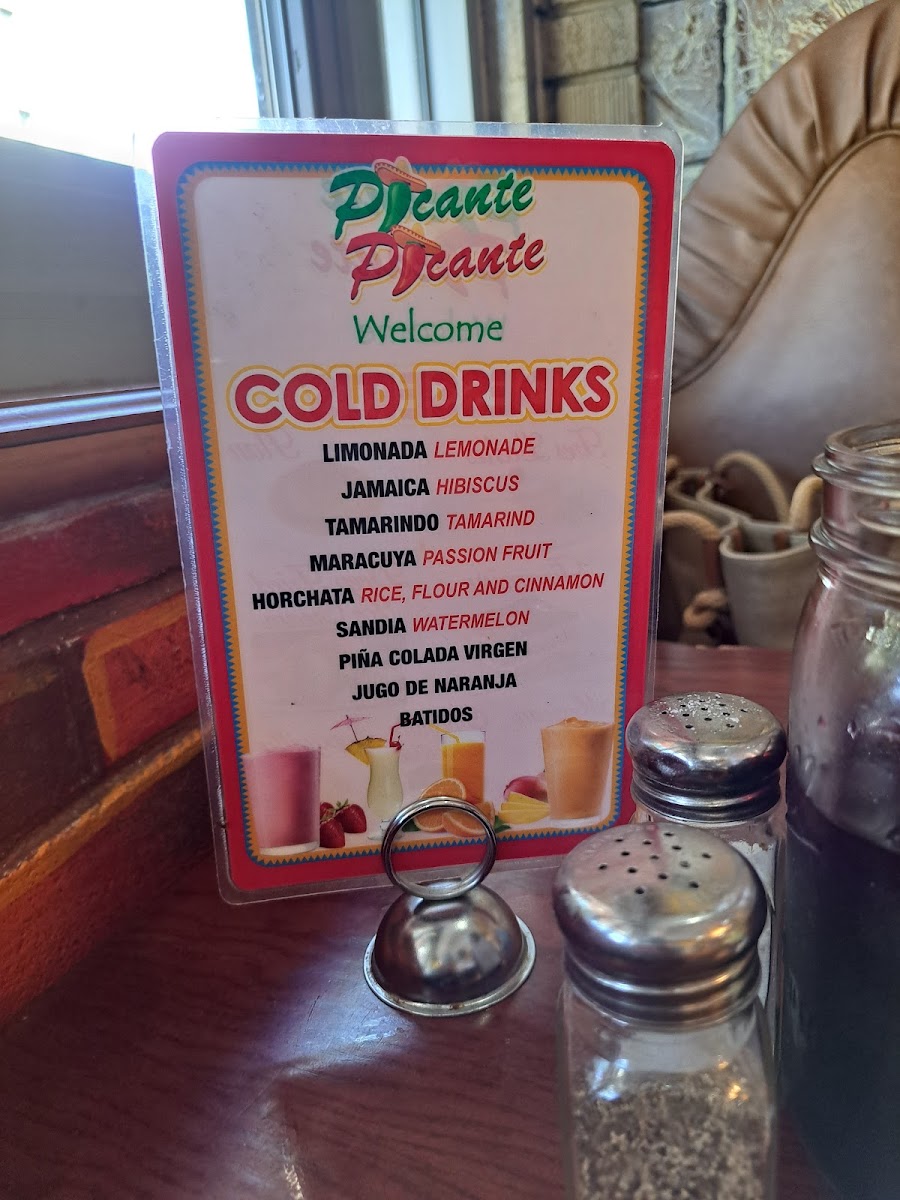 Picante
Picante
Welcome
COLD DRINKS
LIMONADA LEMONADE
JAMAICA HIBISCUS
TAMARINDO TAMARIND
MARACUYA PASSION FRUIT
HORCHATA RICE, FLOUR AND CINNAMON
SANDIA WATERMELON
PIÑA COLADA VIRGEN
JUGO DE NARANJA
BATIDOS